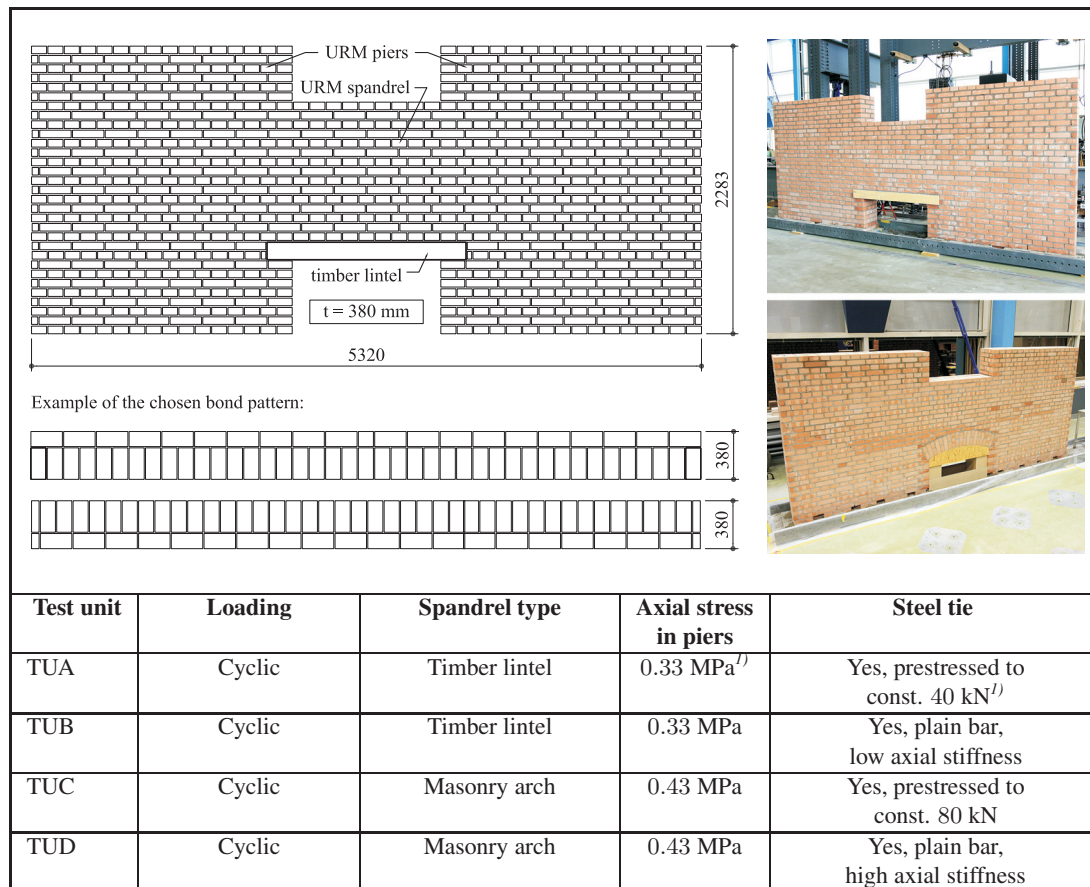 URM piers
URM spandrel
2283
timber lintel
t = 380 mm
5320
Example of the chosen bond pattern:
380
380
Test unit Loading Spandrel type Axial stress in piers Steel tie
TUA Cyclic Timber lintel 0.33 MPa1) Yes, prestressed to
const. 40 kN1)
TUB Cyclic Timber lintel 0.33 MPa Yes, plain bar,
low axial stiffness
TUC Cyclic Masonry arch 0.43 MPa Yes, prestressed to
const. 80 kN
TUD Cyclic Masonry arch 0.43 MPa Yes, plain bar,
high axial stiffness